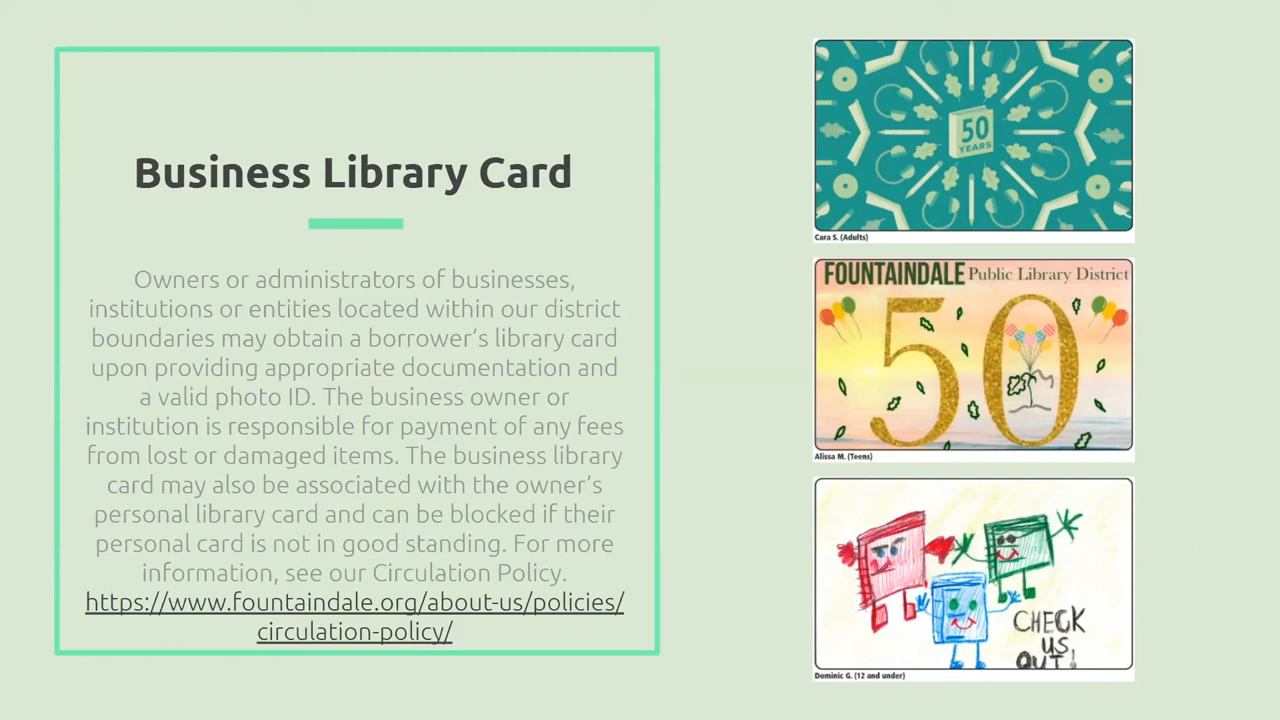 Business Library Card
Owners or administrators of businesses,
institutions or entities located within our district
boundaries may obtain a borrower’s library card
upon providing appropriate documentation and
a valid photo ID. The business owner or
institution is responsible for payment of any fees
from lost or damaged items. The business library
card may also be associated with the owner’s
personal library card and can be blocked if their
personal card is not in good standing. For more
information, see our Circulation Policy.
https://www.fountaindale.org/about-us/policies/
circulation-policy/
50
YEARS
Cara S. (Adults)
FOUNTAINDALE Public Library District
50
Alissa M. (Teens)
CHECK
US
OUT!
Dominic G. (12 and under)